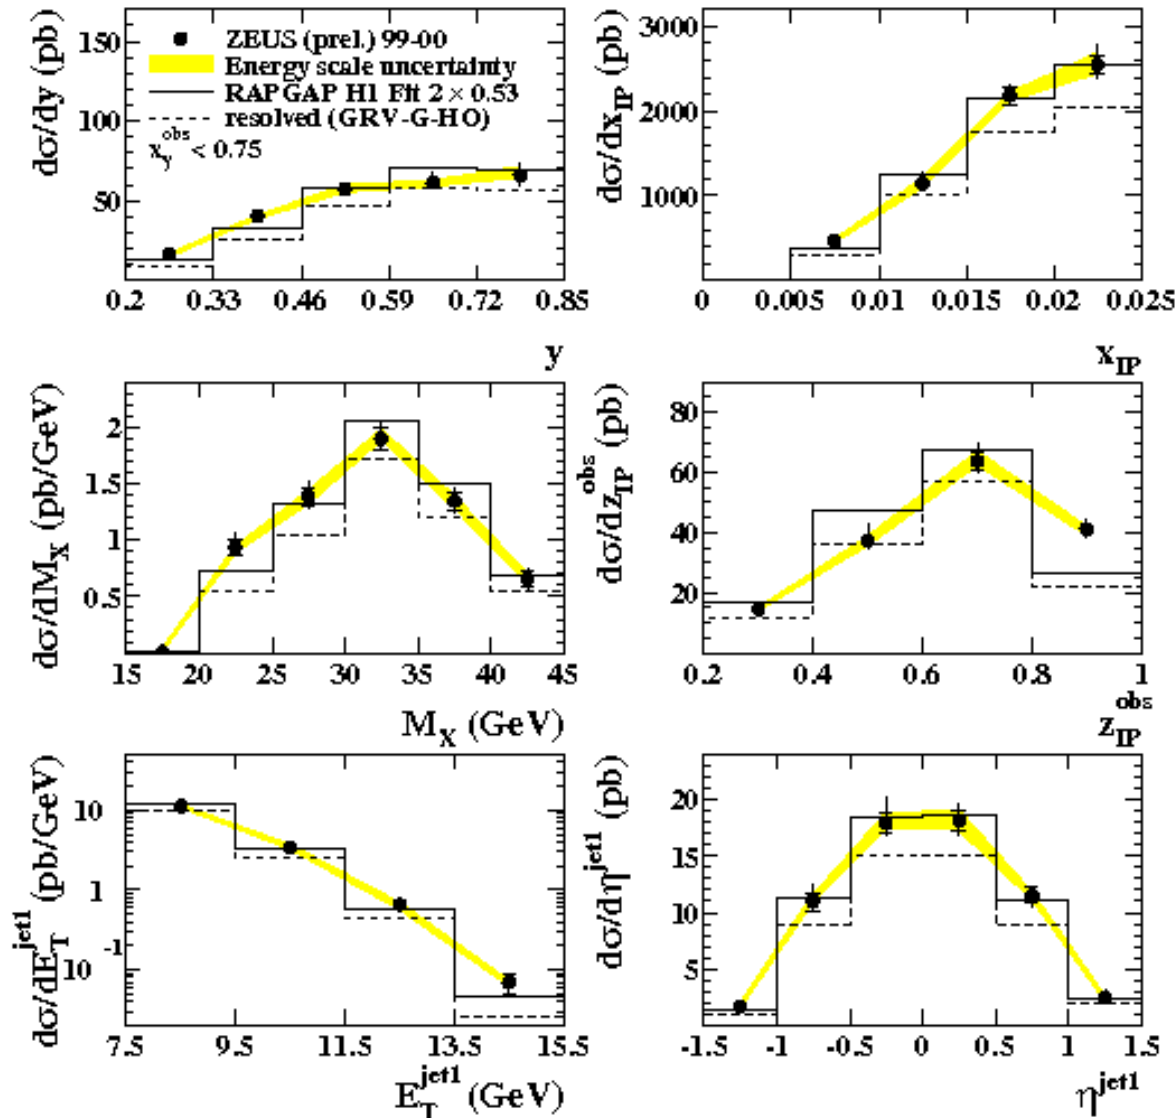 dσ/dy (pb)
150
100
50
ZEUS (prel.) 99-00
Energy scale uncertainty
RAPGAP H1 Fit 2 × 0.53
resolved (GRV-G-HO)
x_γ^obs < 0.75
0.2 0.33 0.46 0.59 0.72 0.85
y
dσ/dx_IP (pb)
3000
2000
1000
0 0.005 0.01 0.015 0.02 0.025
x_IP
dσ/dM_X (pb/GeV)
2
1.5
1
0.5
15 20 25 30 35 40 45
M_X (GeV)
dσ/dz_IP^obs (pb)
80
60
40
20
0.2 0.4 0.6 0.8 1
z_IP^obs
dσ/dE_T^jet1 (pb/GeV)
10
1
10^-1
7.5 9.5 11.5 13.5 15.5
E_T^jet1 (GeV)
dσ/dη^jet1 (pb)
20
15
10
5
-1.5 -1 -0.5 0 0.5 1 1.5
η^jet1